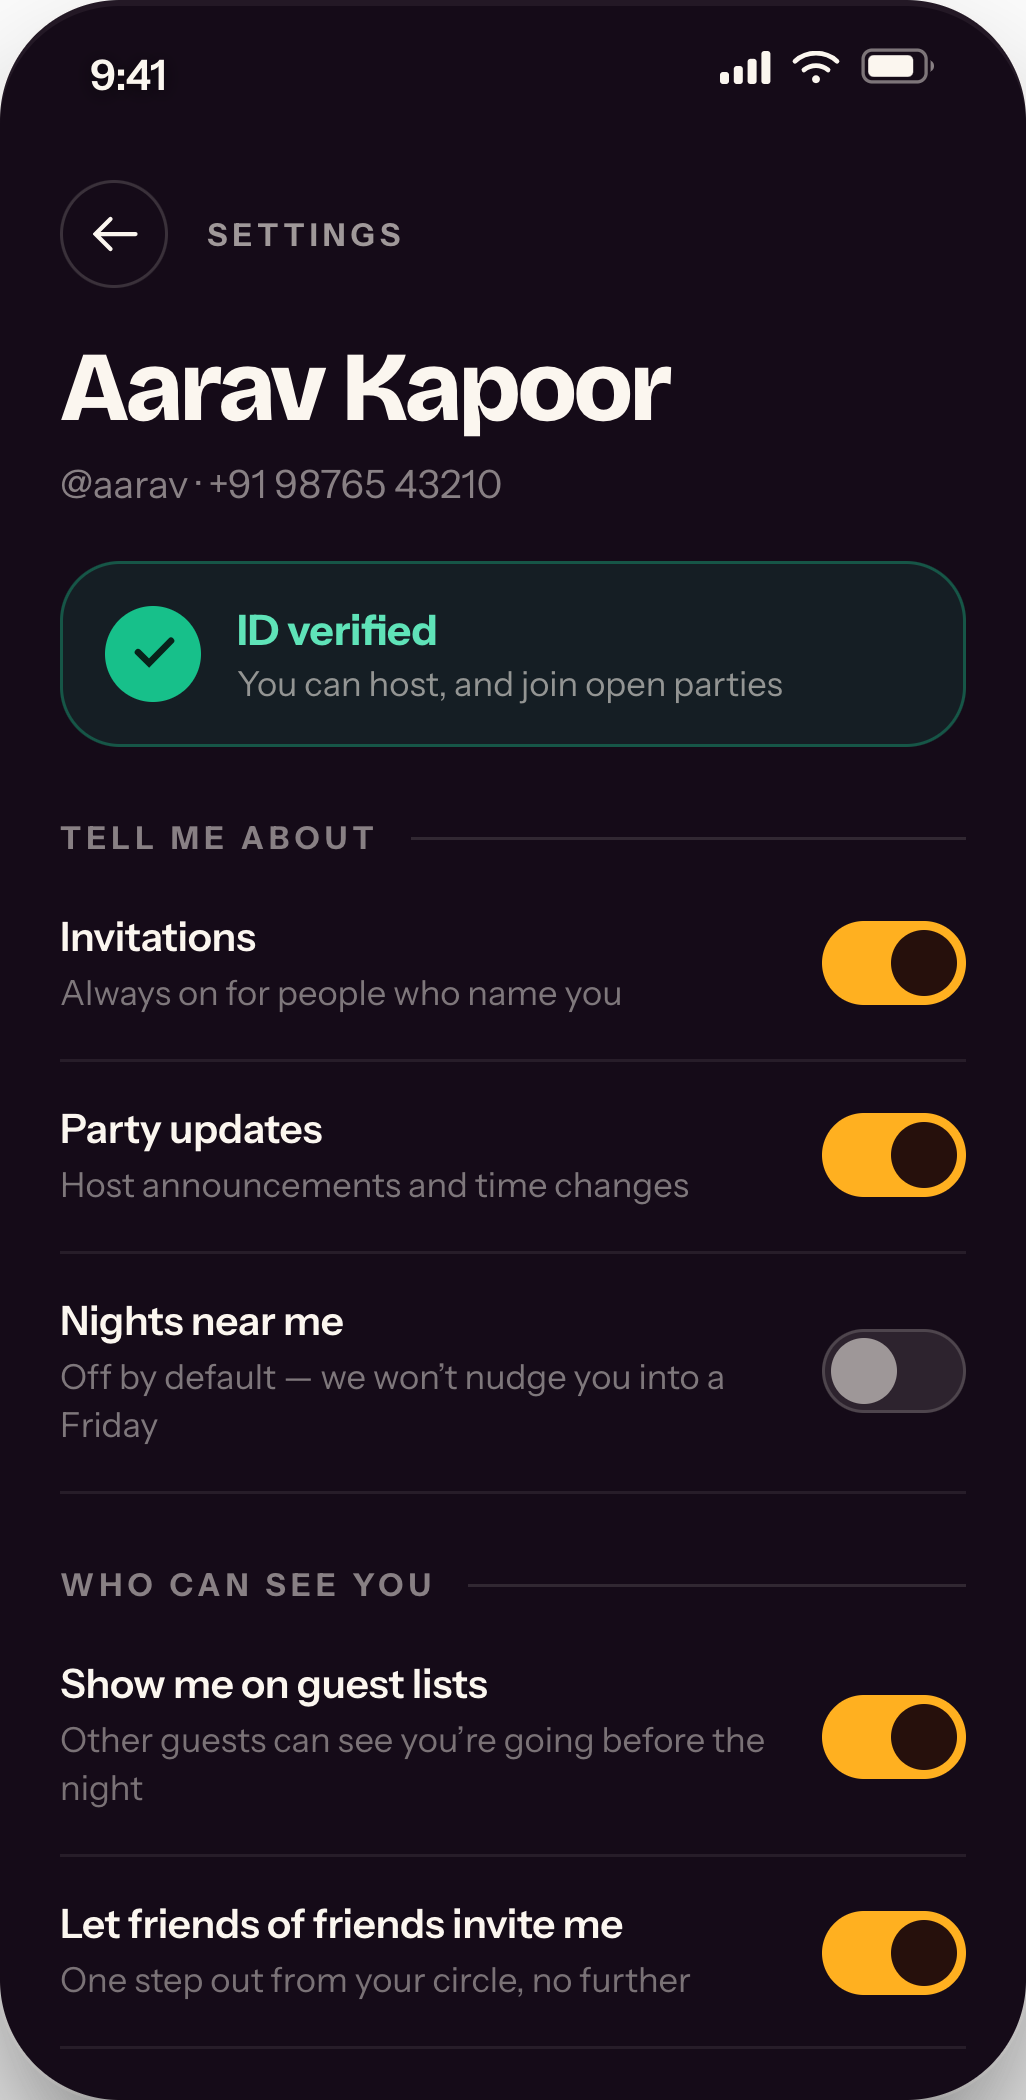 9:41
SETTINGS
Aarav Kapoor
@aarav · +91 98765 43210
ID verified
You can host, and join open parties
TELL ME ABOUT
Invitations
Always on for people who name you
Party updates
Host announcements and time changes
Nights near me
Off by default — we won’t nudge you into a
Friday
WHO CAN SEE YOU
Show me on guest lists
Other guests can see you’re going before the
night
Let friends of friends invite me
One step out from your circle, no further